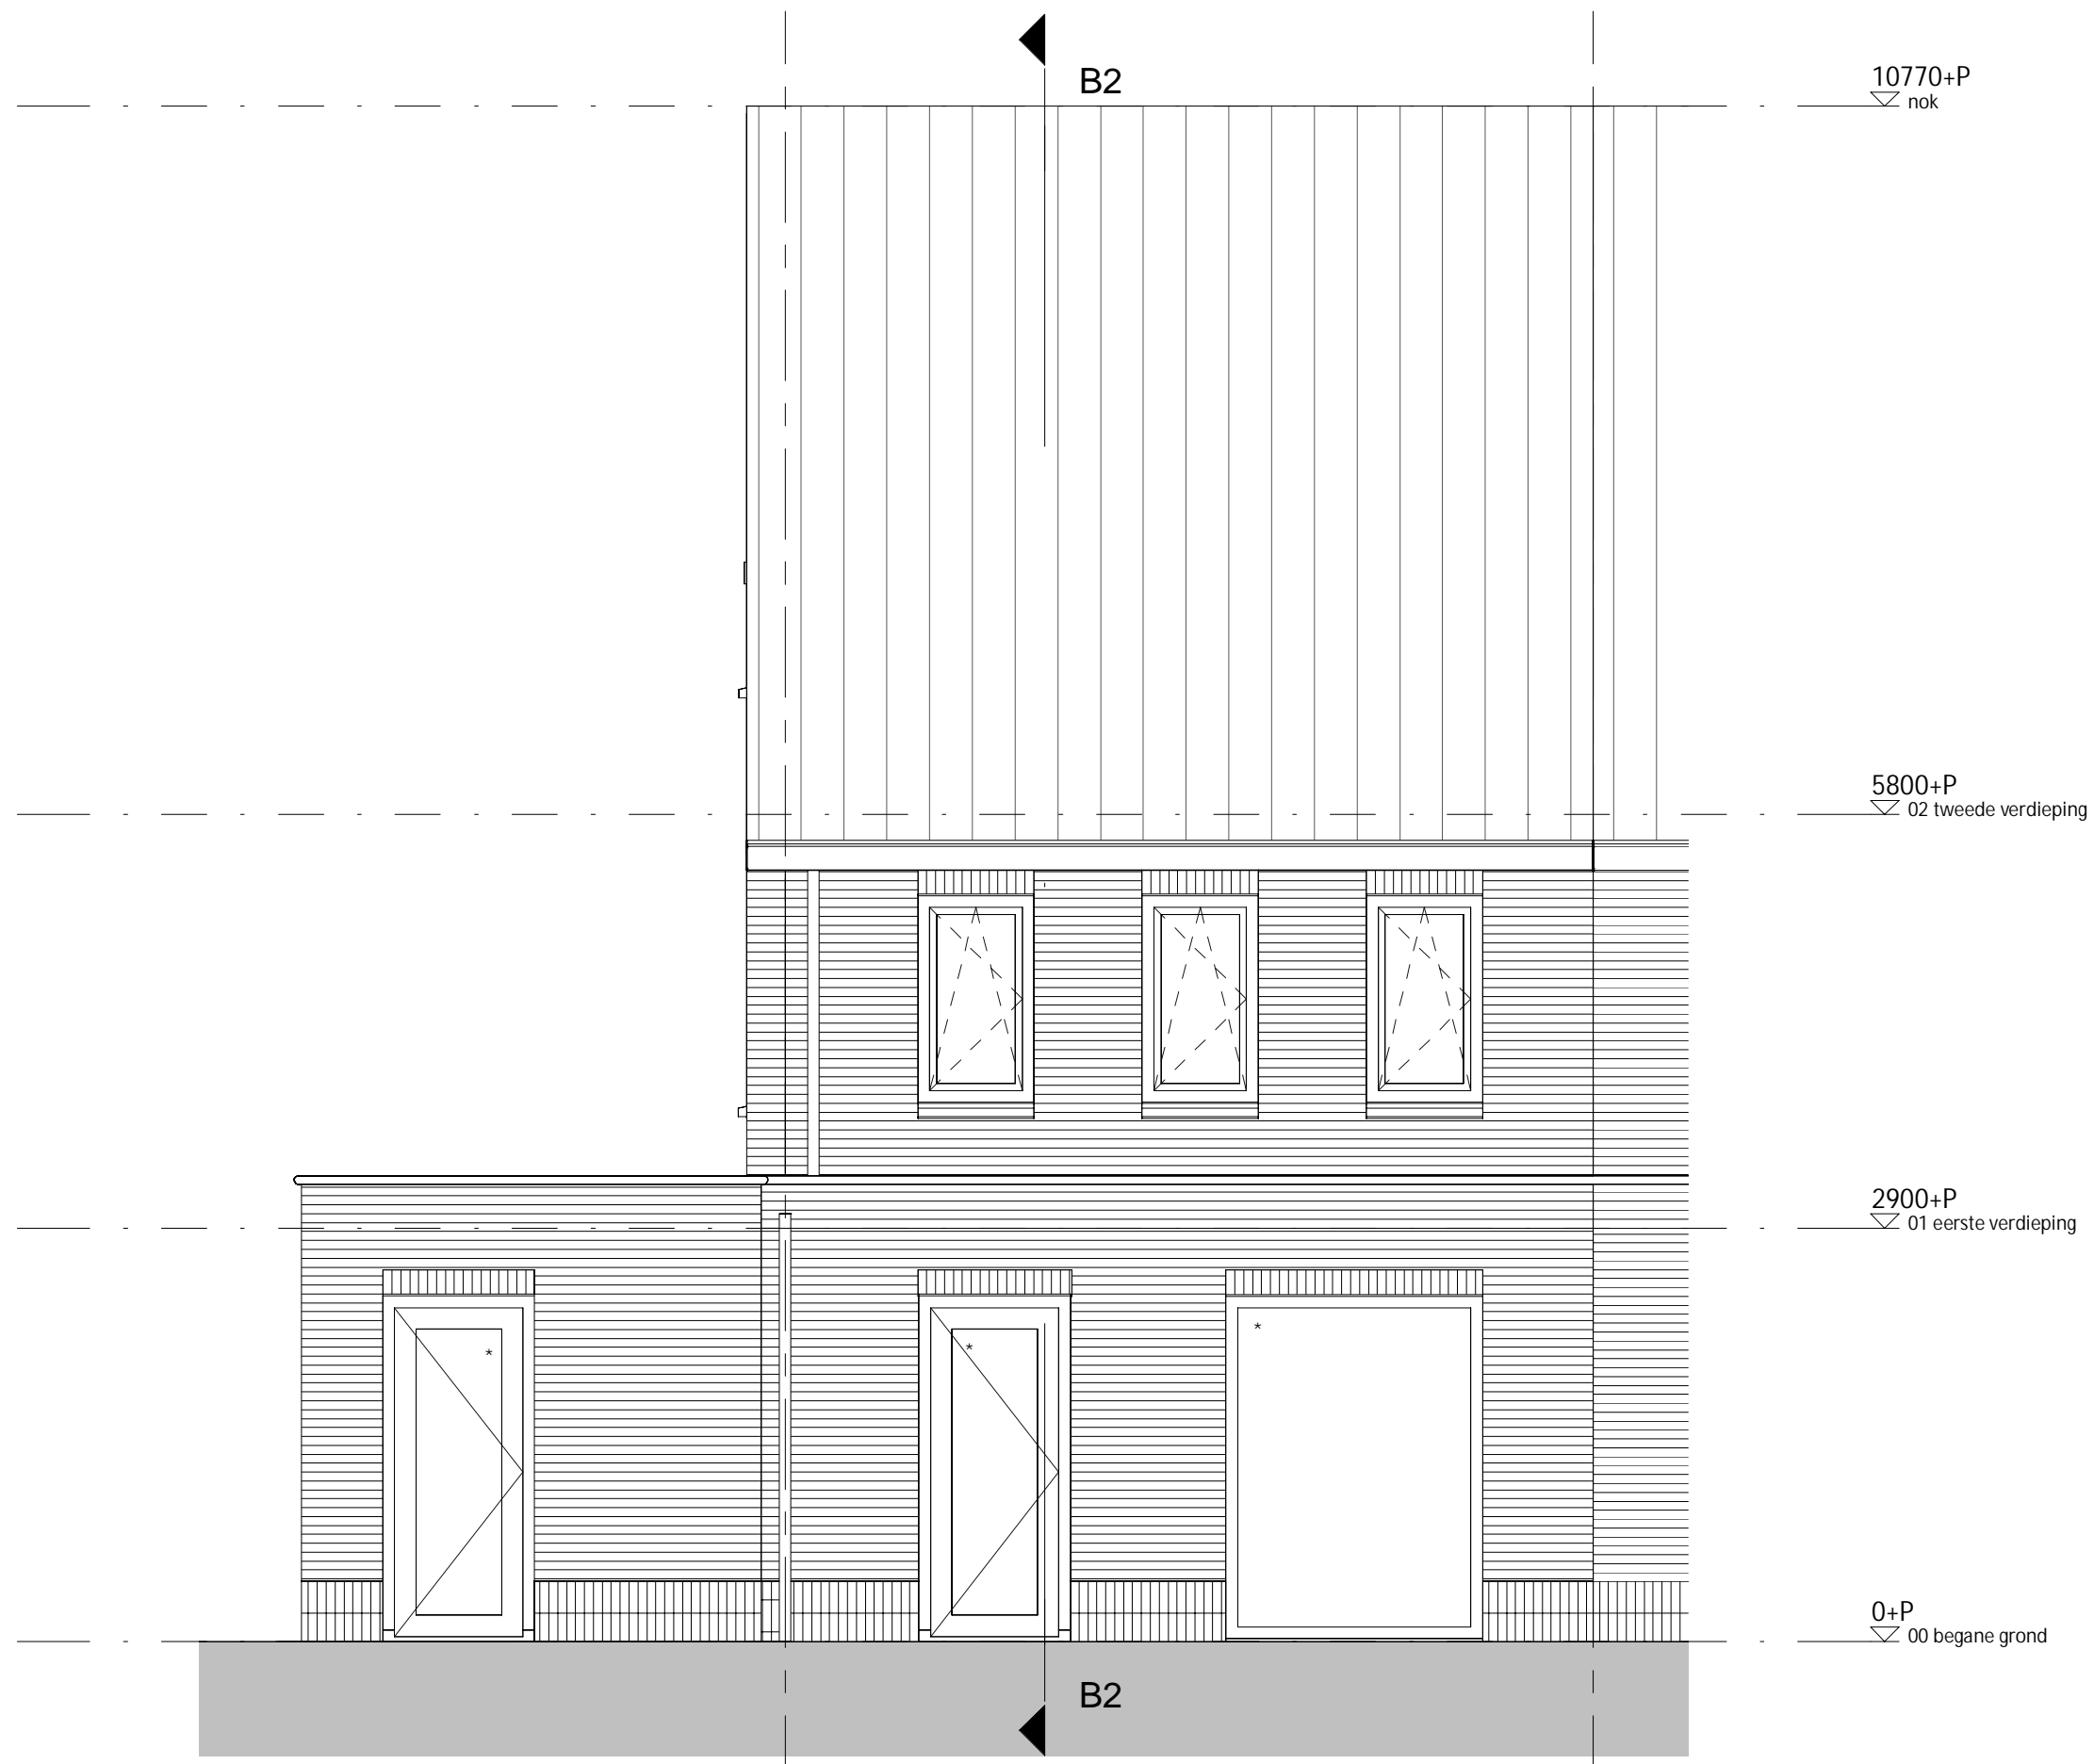 B2
10770+P
nok
5800+P
02 tweede verdieping
2900+P
01 eerste verdieping
*
*
*
0+P
00 begane grond
B2